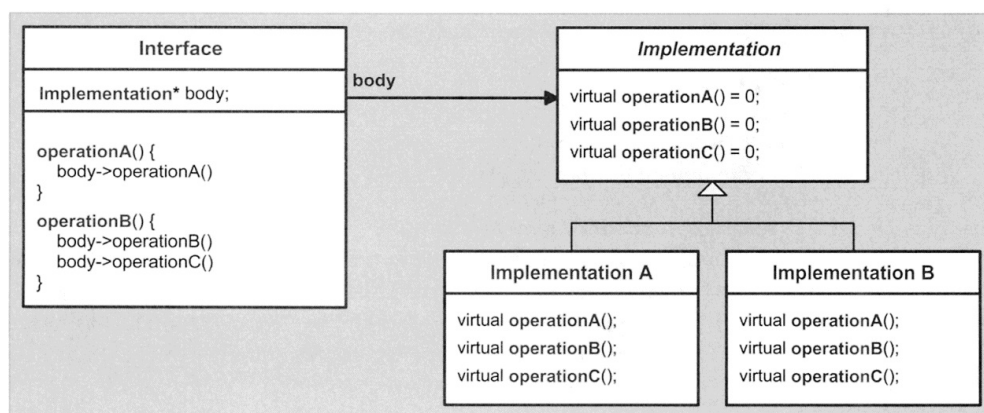 Interface
Implementation* body;
operationA() {
body->operationA()
}
operationB() {
body->operationB()
body->operationC()
}
body
Implementation
virtual operationA() = 0;
virtual operationB() = 0;
virtual operationC() = 0;
Implementation A
virtual operationA();
virtual operationB();
virtual operationC();
Implementation B
virtual operationA();
virtual operationB();
virtual operationC();